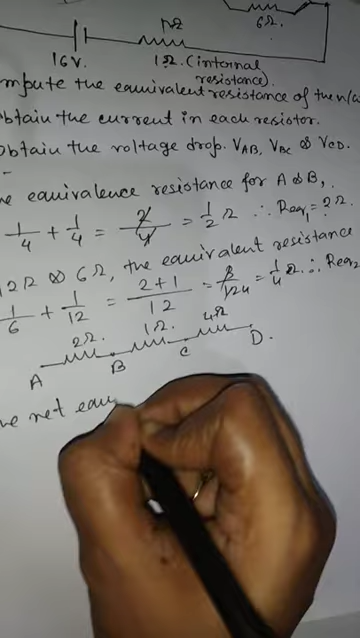 6Ω.
1Ω
16V. 1Ω.(internal
resistance).
mpute the equivalent resistance of the n/w
btain the current in each resistor.
btain the voltage drop. VAB, VBC & VCD.
e equivalence resistance for A & B,
1/4 + 1/4 = 2/4 = 1/2 Ω ∴ Req1 = 2Ω.
12Ω & 6Ω, the equivalent resistance
1/6 + 1/12 = 2+1/12 = 3/124 = 1/4 Ω. ∴ Req2
2Ω. 1Ω. 4Ω
A B C D.
e net equ